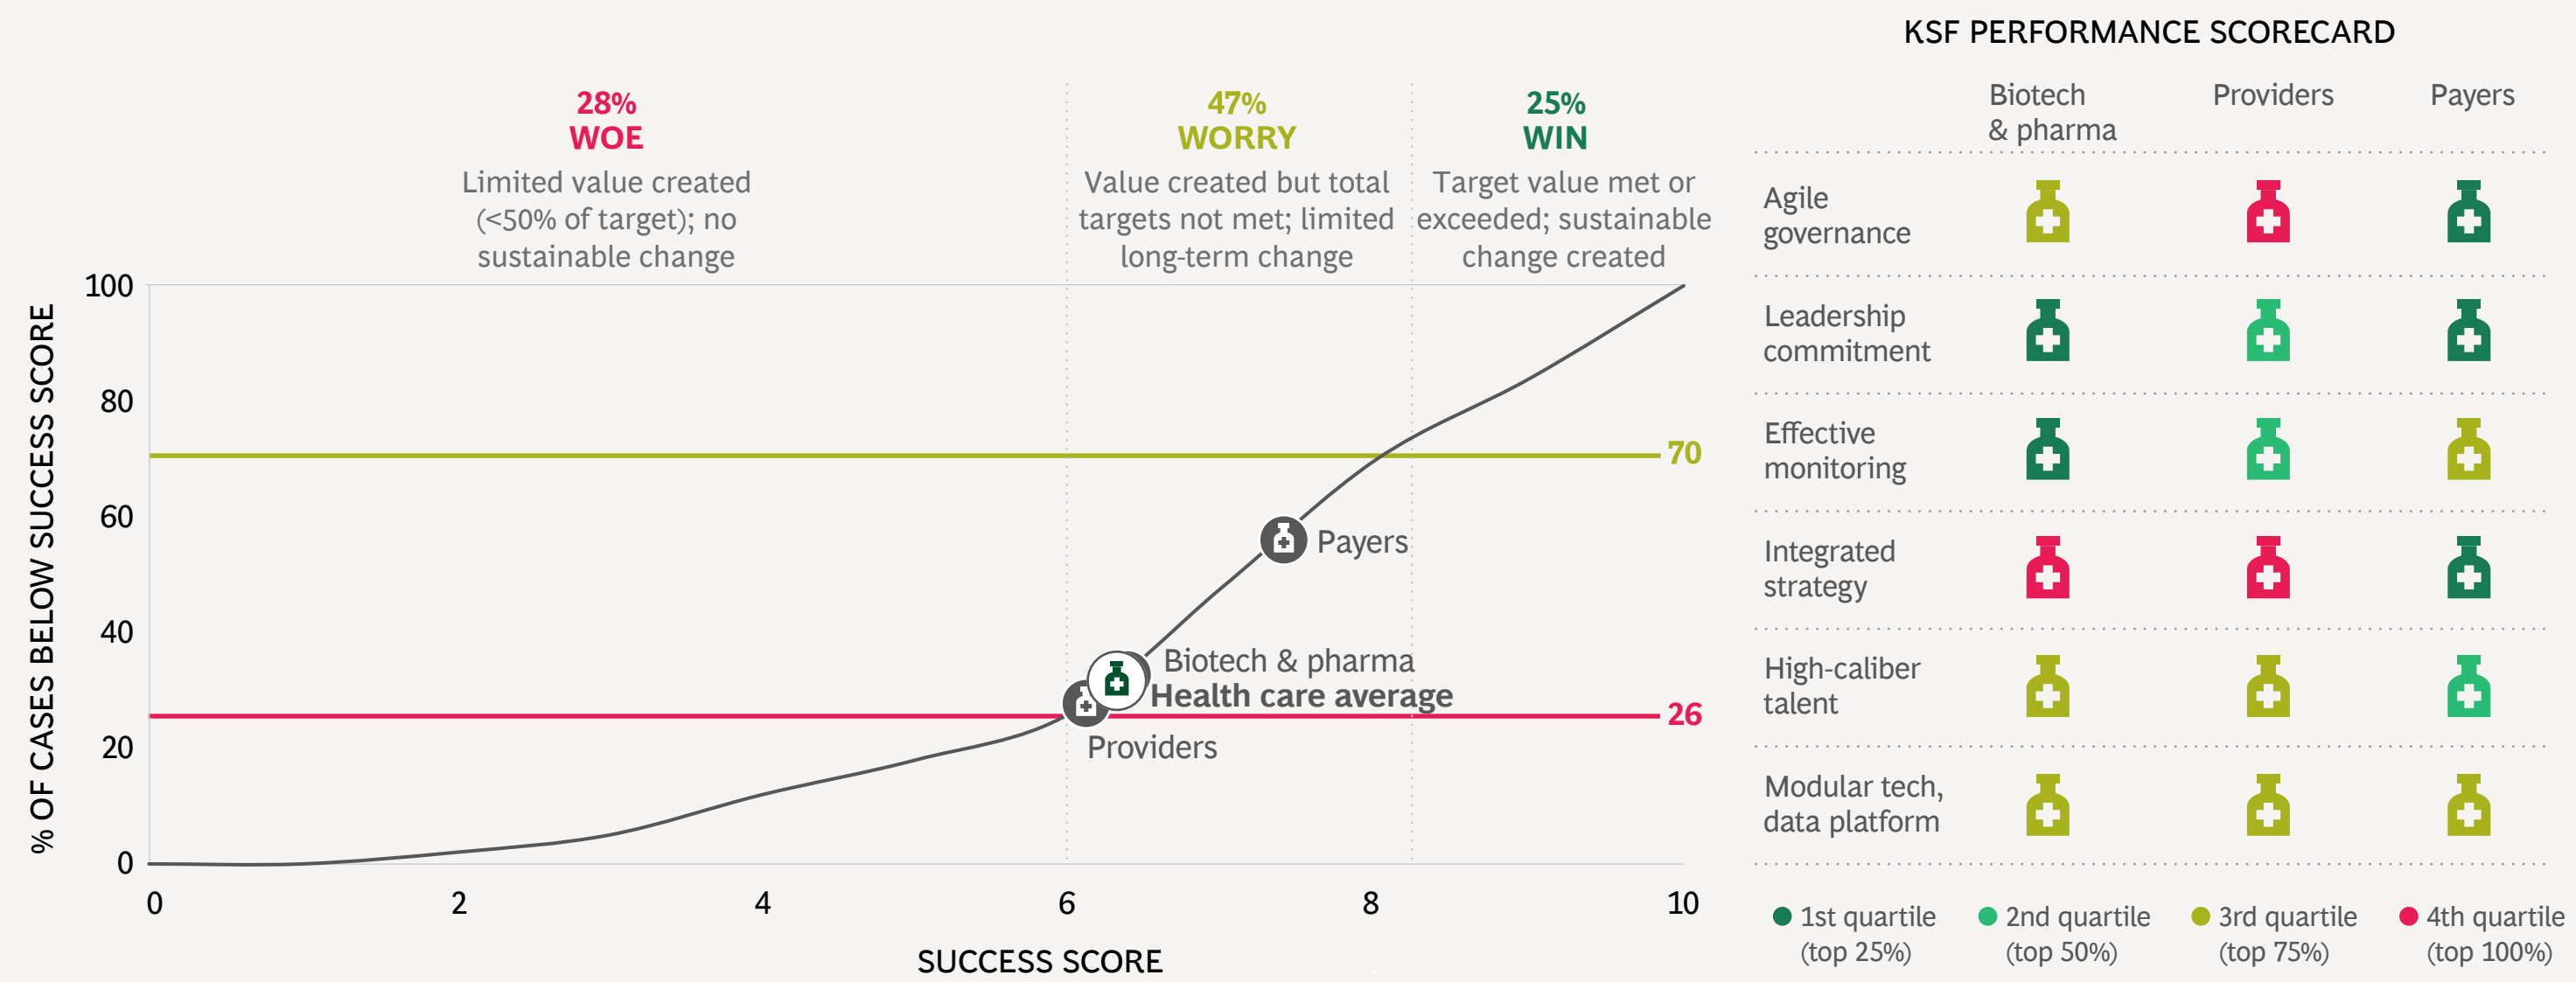 KSF PERFORMANCE SCORECARD
28%
WOE
Limited value created
(<50% of target); no
sustainable change
47%
WORRY
Value created but total
targets not met; limited
long-term change
25%
WIN
Target value met or
exceeded; sustainable
change created
% OF CASES BELOW SUCCESS SCORE
100
80
60
40
20
0
70
26
Payers
Biotech & pharma
Health care average
Providers
0 2 4 6 8 10
SUCCESS SCORE
Biotech
& pharma
Providers
Payers
Agile
governance
Leadership
commitment
Effective
monitoring
Integrated
strategy
High-caliber
talent
Modular tech,
data platform
1st quartile
(top 25%)
2nd quartile
(top 50%)
3rd quartile
(top 75%)
4th quartile
(top 100%)